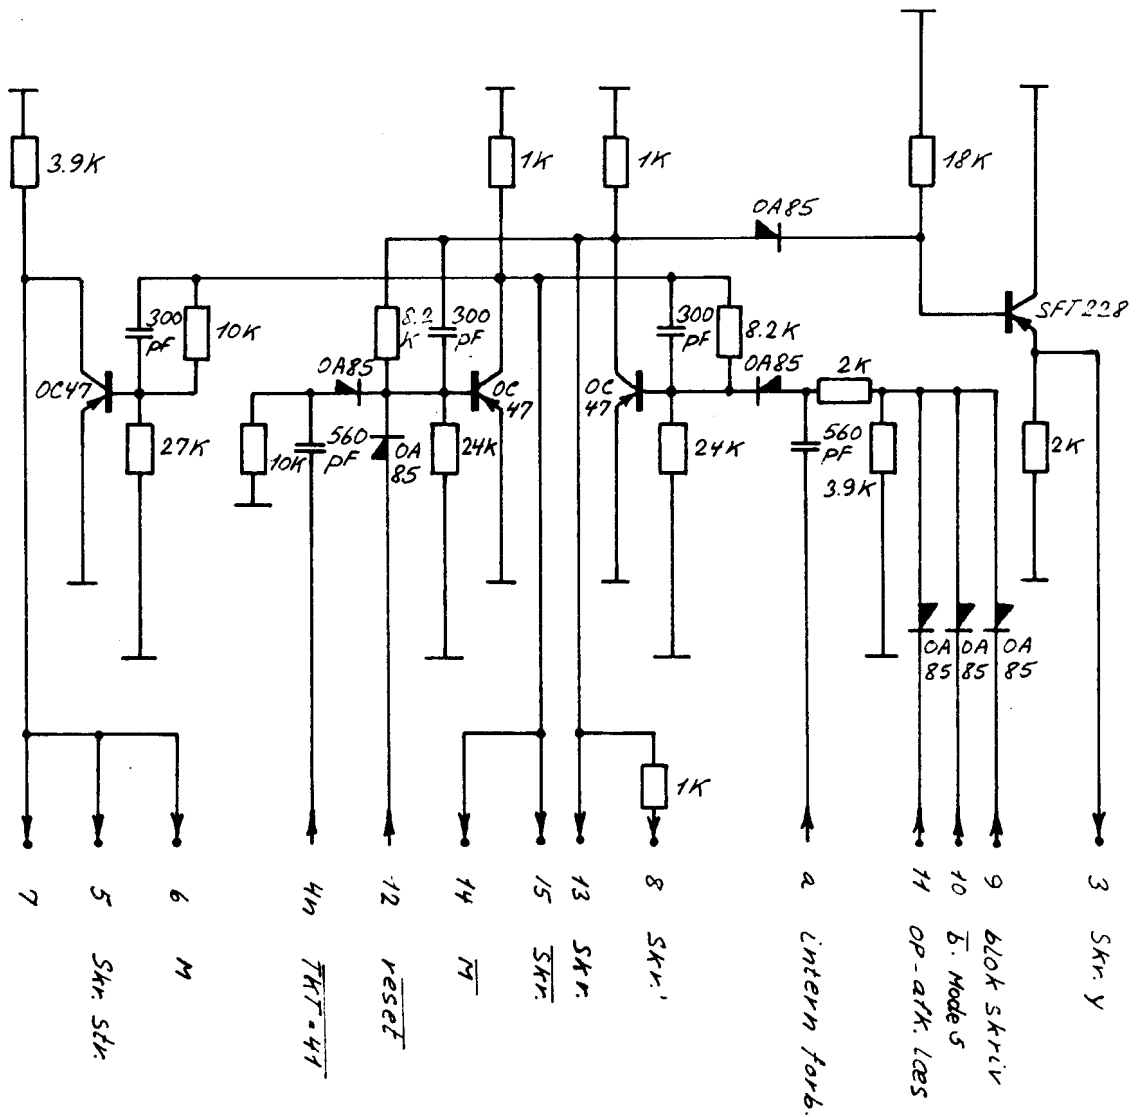 3.9K
1K
1K
18K
OA85
SFT228
300
pF
10K
8.2
K
300
pF
300
pF
8.2K
OC47
OA85
OC
47
OC
47
OA85
2K
27K
10K
560
pF
OA
85
24K
24K
560
pF
3.9K
2K
OA
85
OA
85
OA
85
1K
7
5 Skr. str.
6 M
4n TKT=41
12 reset
14 M
15 Skr.
13 Skr.
8 Skr.'
a intern forb.
11 op-afk. læs
10 b. Mode 5
9 blok skriv
3 Skr. y